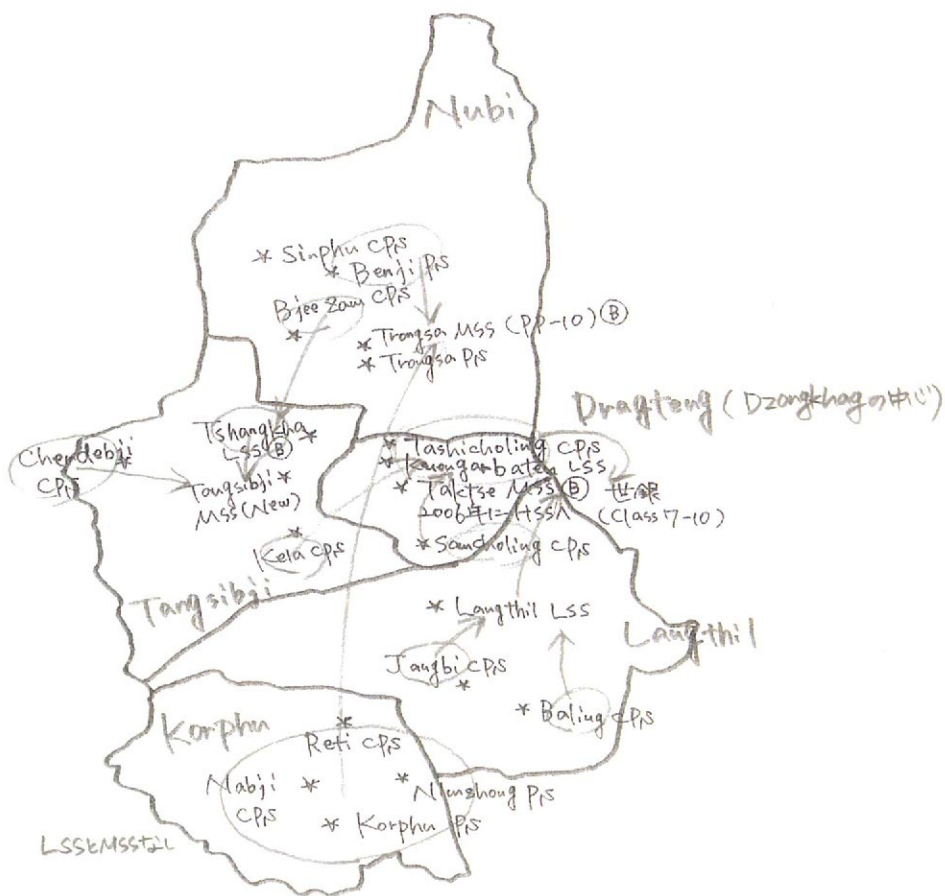 Nubi
* Sinphu CPS
* Benji PS
Bjee Zam CPS
*
* Trongsa MSS (PP-10) Ⓑ
* Trongsa PS
Dragteng (Dzongkhagの中心)
Tshangkha *
LSS Ⓑ
Chendebji *
CPS
Tangsibji *
MSS (New)
* Tashicholing CPS
* Kuengarbaten LSS
* Taktse MSS Ⓑ 世銀
2006年に→HSSへ (Class 7-10)
* Samcholing CPS
*
Kela CPS
Tangsibji
* Langthil LSS
Langthil
Jangbi CPS
*
* Baling CPS
Korphu
*
Reti CPS
Nabji *
CPS
* Nimshong PS
* Korphu PS
LSSとMSSなし